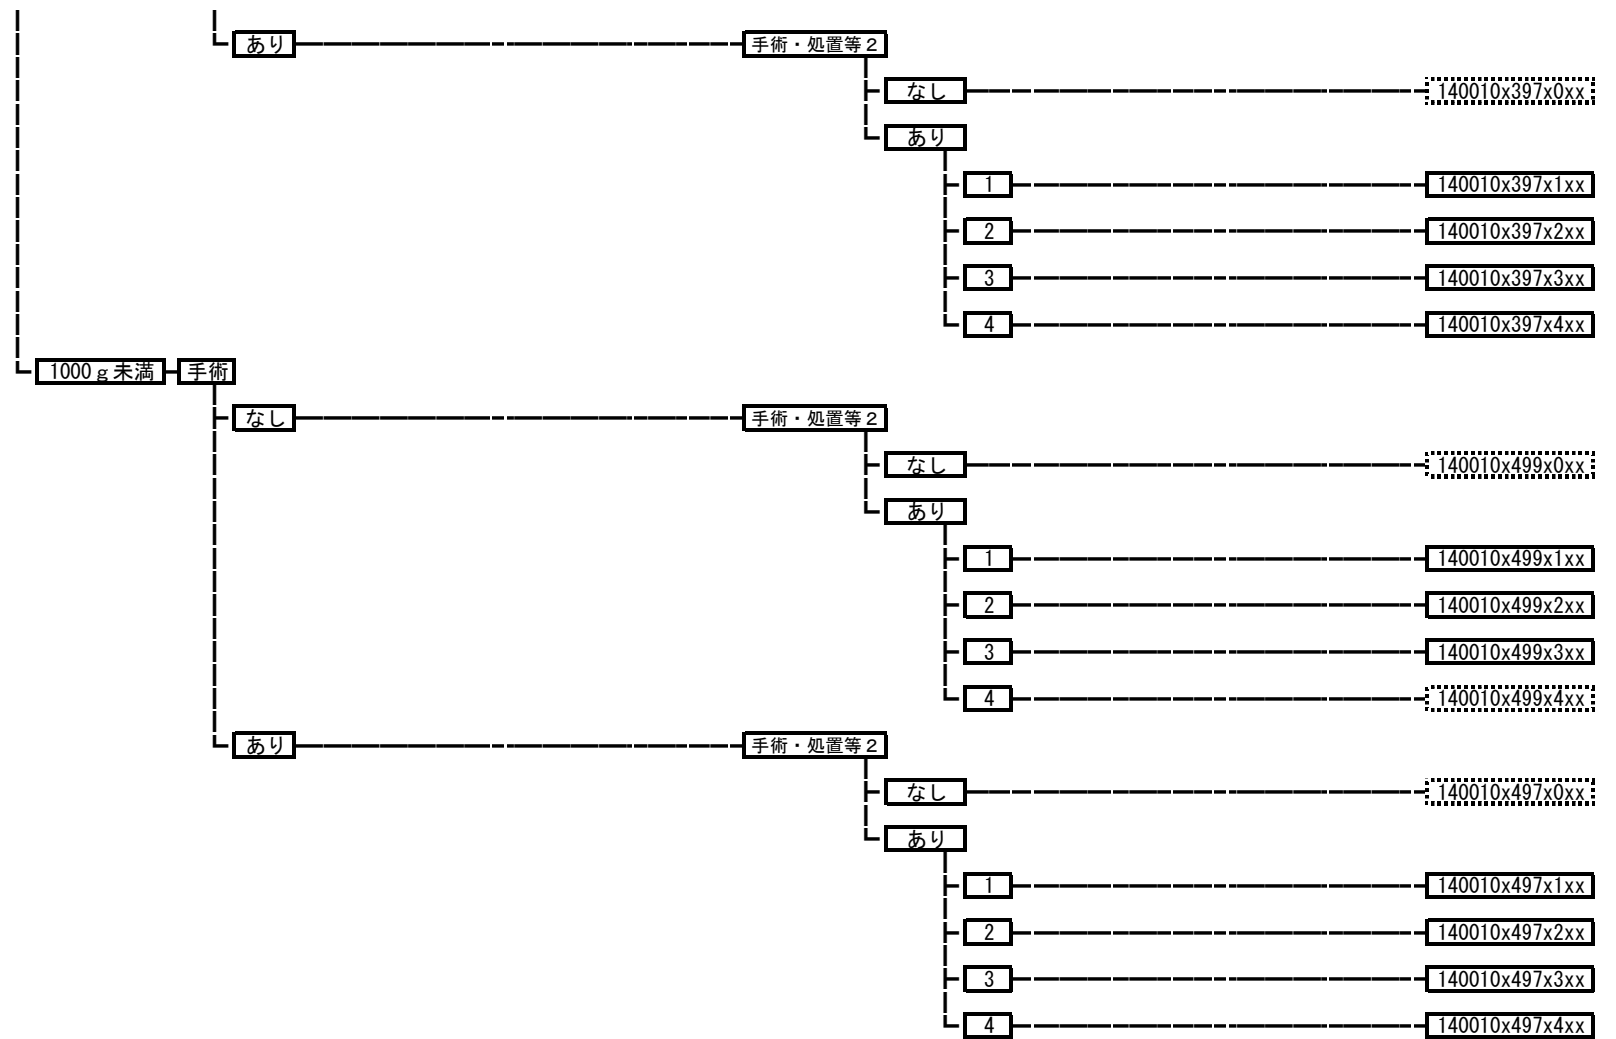 あり 手術・処置等２
なし 140010x397x0xx
あり
1 140010x397x1xx
2 140010x397x2xx
3 140010x397x3xx
4 140010x397x4xx
1000ｇ未満 手術
なし 手術・処置等２
なし 140010x499x0xx
あり
1 140010x499x1xx
2 140010x499x2xx
3 140010x499x3xx
4 140010x499x4xx
あり 手術・処置等２
なし 140010x497x0xx
あり
1 140010x497x1xx
2 140010x497x2xx
3 140010x497x3xx
4 140010x497x4xx